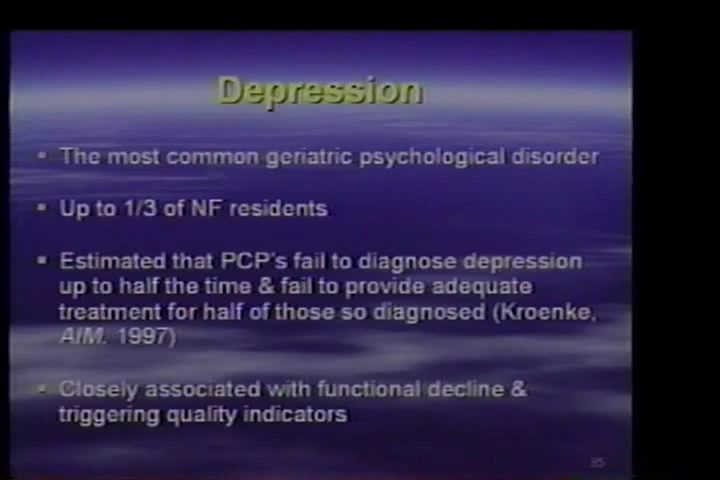 Depression
The most common geriatric psychological disorder
Up to 1/3 of NF residents
Estimated that PCP's fail to diagnose depression
up to half the time & fail to provide adequate
treatment for half of those so diagnosed (Kroenke,
AIM. 1997)
Closely associated with functional decline &
triggering quality indicators
35